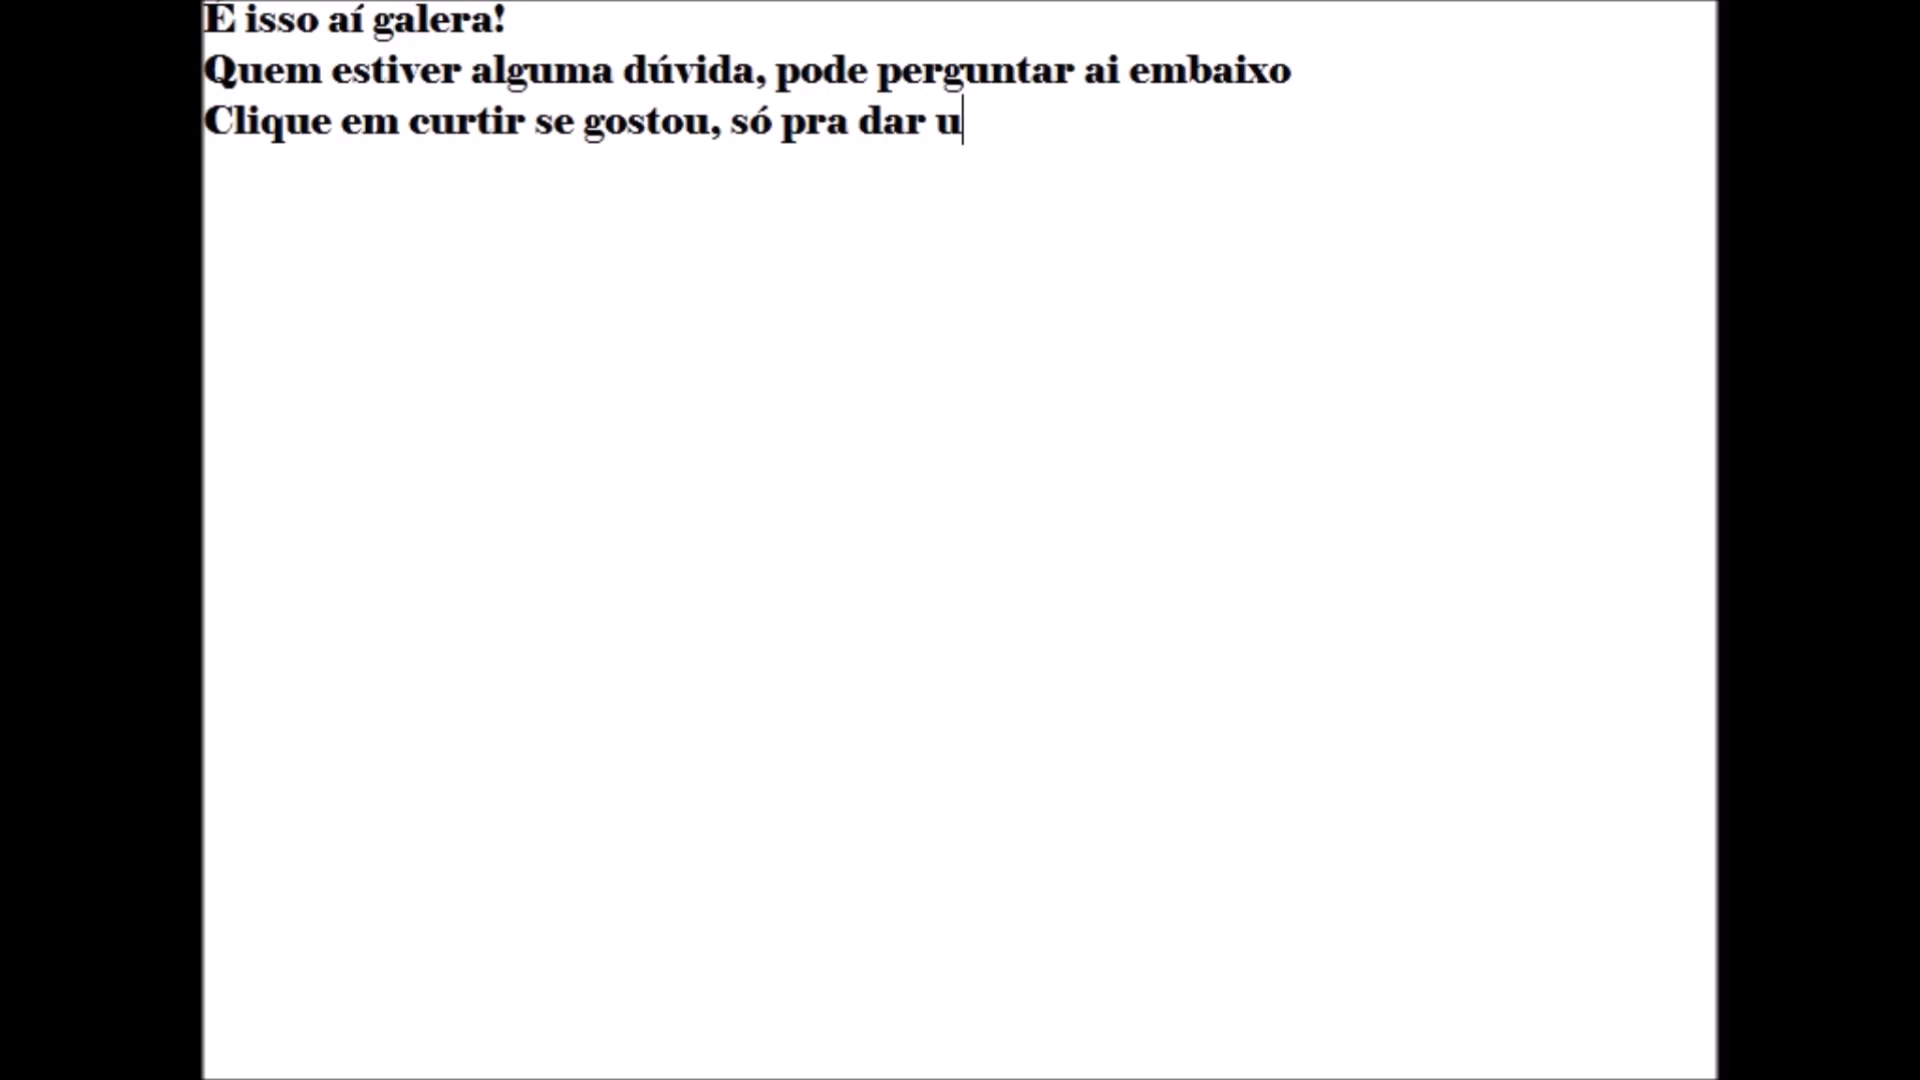 É isso aí galera!
Quem estiver alguma dúvida, pode perguntar ai embaixo
Clique em curtir se gostou, só pra dar u